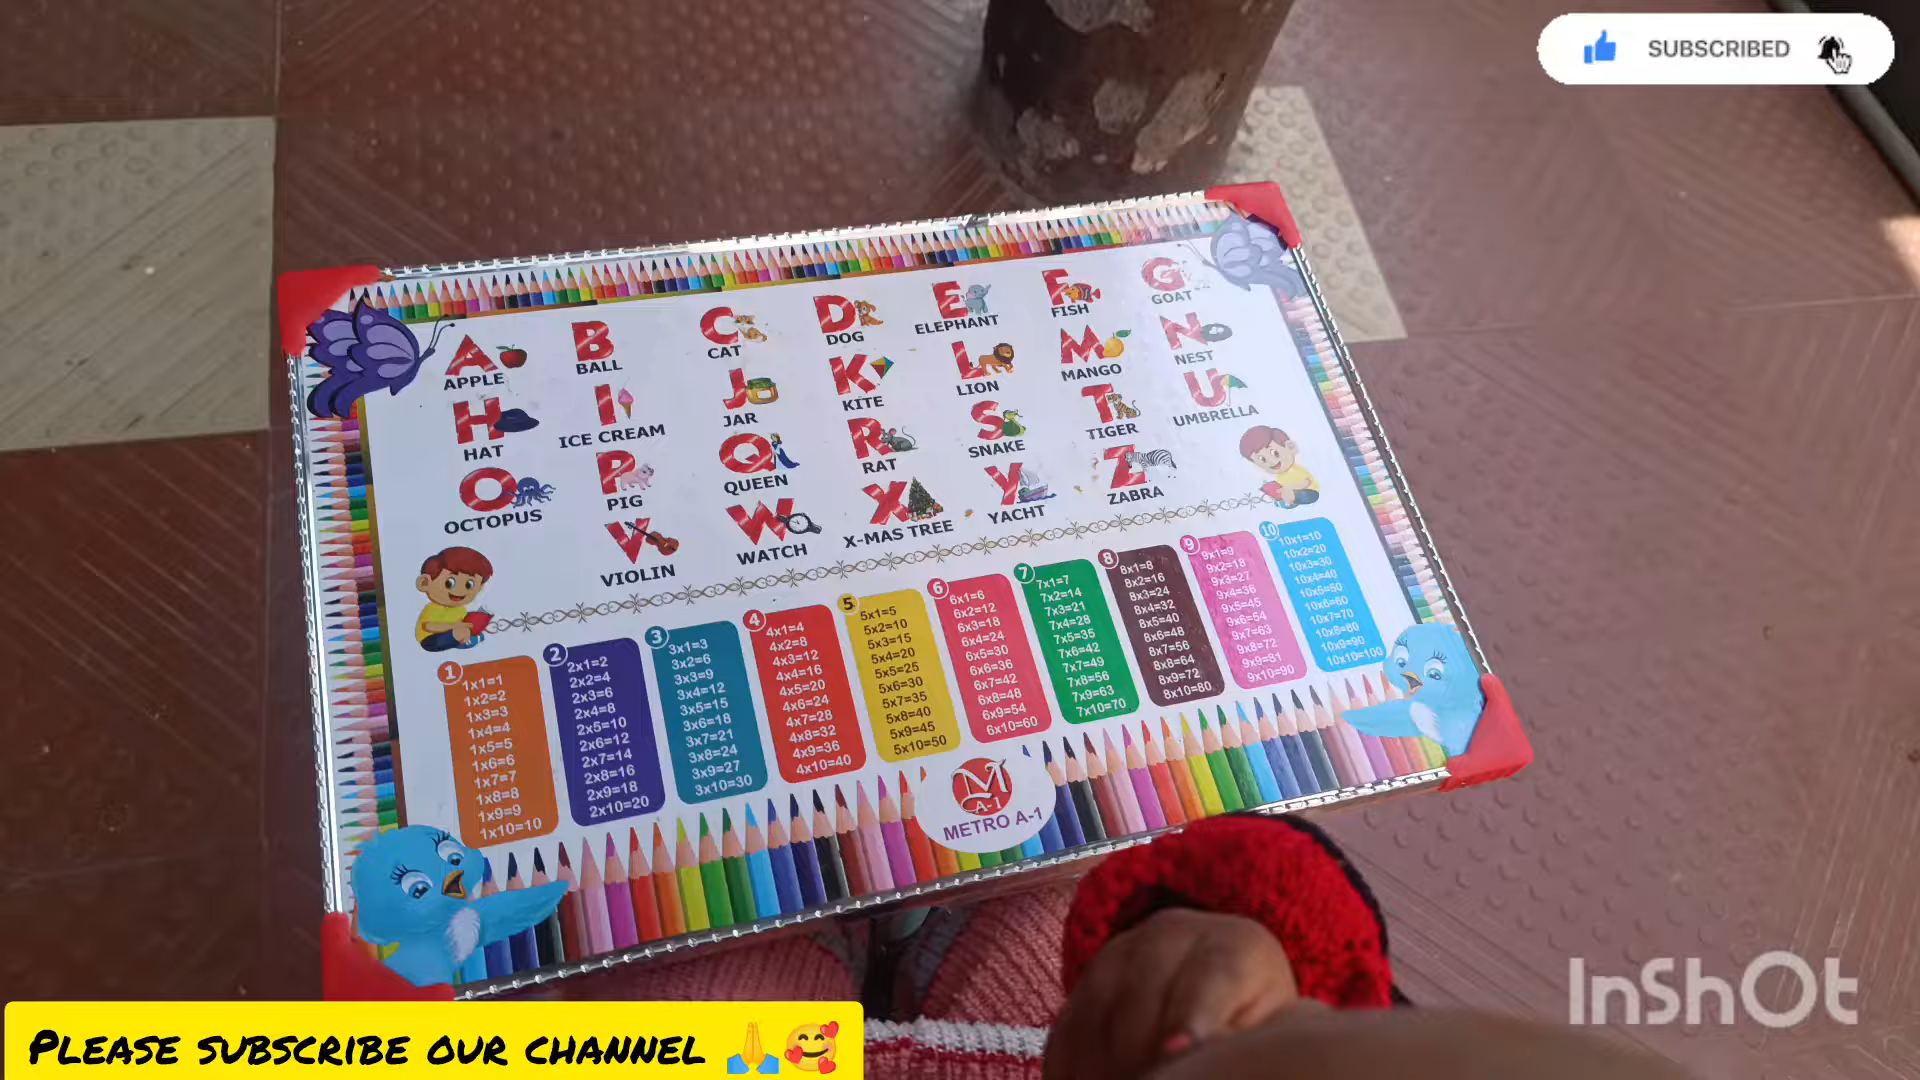 SUBSCRIBED
A B C D E F G
APPLE BALL CAT DOG ELEPHANT FISH GOAT
H I J K L M N
HAT ICE CREAM JAR KITE LION MANGO NEST
O P Q R S T U
OCTOPUS PIG QUEEN RAT SNAKE TIGER UMBRELLA
V W X Y Z
VIOLIN WATCH X-MAS TREE YACHT ZABRA
1
1x1=1
1x2=2
1x3=3
1x4=4
1x5=5
1x6=6
1x7=7
1x8=8
1x9=9
1x10=10
2
2x1=2
2x2=4
2x3=6
2x4=8
2x5=10
2x6=12
2x7=14
2x8=16
2x9=18
2x10=20
3
3x1=3
3x2=6
3x3=9
3x4=12
3x5=15
3x6=18
3x7=21
3x8=24
3x9=27
3x10=30
4
4x1=4
4x2=8
4x3=12
4x4=16
4x5=20
4x6=24
4x7=28
4x8=32
4x9=36
4x10=40
5
5x1=5
5x2=10
5x3=15
5x4=20
5x5=25
5x6=30
5x7=35
5x8=40
5x9=45
5x10=50
6
6x1=6
6x2=12
6x3=18
6x4=24
6x5=30
6x6=36
6x7=42
6x8=48
6x9=54
6x10=60
7
7x1=7
7x2=14
7x3=21
7x4=28
7x5=35
7x6=42
7x7=49
7x8=56
7x9=63
7x10=70
8
8x1=8
8x2=16
8x3=24
8x4=32
8x5=40
8x6=48
8x7=56
8x8=64
8x9=72
8x10=80
9
9x1=9
9x2=18
9x3=27
9x4=36
9x5=45
9x6=54
9x7=63
9x8=72
9x9=81
9x10=90
10
10x1=10
10x2=20
10x3=30
10x4=40
10x5=50
10x6=60
10x7=70
10x8=80
10x9=90
10x10=100
M
A-1
METRO A-1
InShOt
PLEASE SUBSCRIBE OUR CHANNEL 🙏🥰